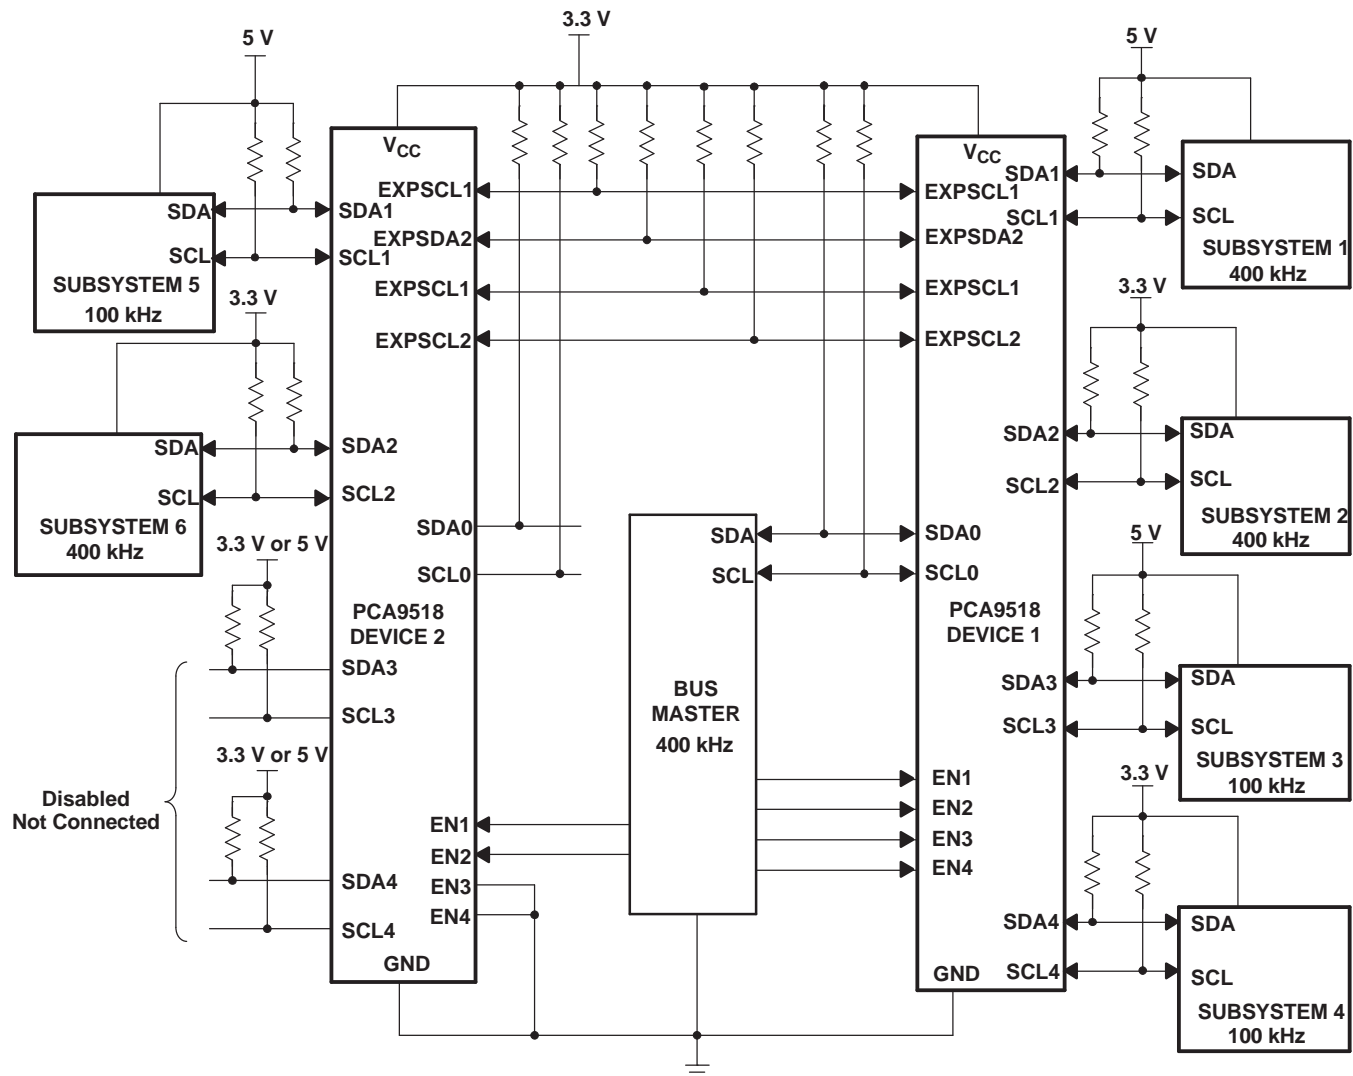 3.3 V
5 V
5 V
VCC
EXPSCL1
EXPSDA2
EXPSCL1
EXPSCL2
SDA
SDA1
SCL
SCL1
SUBSYSTEM 5
100 kHz
3.3 V
SDA
SDA2
SCL
SCL2
SUBSYSTEM 6
400 kHz
SDA0
SCL0
3.3 V or 5 V
PCA9518
DEVICE 2
SDA3
SCL3
3.3 V or 5 V
Disabled
Not Connected
SDA4
SCL4
EN1
EN2
EN3
EN4
GND
SDA
SCL
BUS
MASTER
400 kHz
VCC
SDA1
EXPSCL1
SCL1
EXPSDA2
EXPSCL1
EXPSCL2
SDA
SCL
SUBSYSTEM 1
400 kHz
3.3 V
SDA2
SCL2
SDA
SCL
SUBSYSTEM 2
400 kHz
SDA0
SCL0
PCA9518
DEVICE 1
5 V
SDA3
SCL3
SDA
SCL
SUBSYSTEM 3
100 kHz
EN1
EN2
EN3
EN4
3.3 V
SDA4
SCL4
GND
SDA
SCL
SUBSYSTEM 4
100 kHz